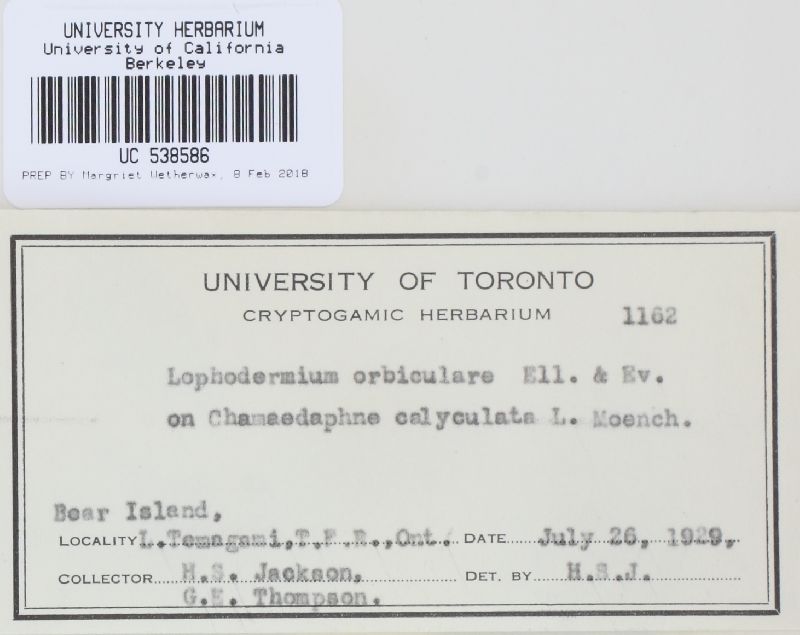 UNIVERSITY HERBARIUM
University of California
Berkeley
UC 538586
PREP BY Margriet Wetherwax, 8 Feb 2018
UNIVERSITY OF TORONTO
CRYPTOGAMIC HERBARIUM 1162
Lophodermium orbiculare Ell. & Ev.
on Chamaedaphne calyculata L. Moench.
Bear Island,
LOCALITY L.Temagami,T.F.R.,Ont. DATE July 26, 1929,
COLLECTOR H.S. Jackson, DET. BY H.S.J.
G.E. Thompson.